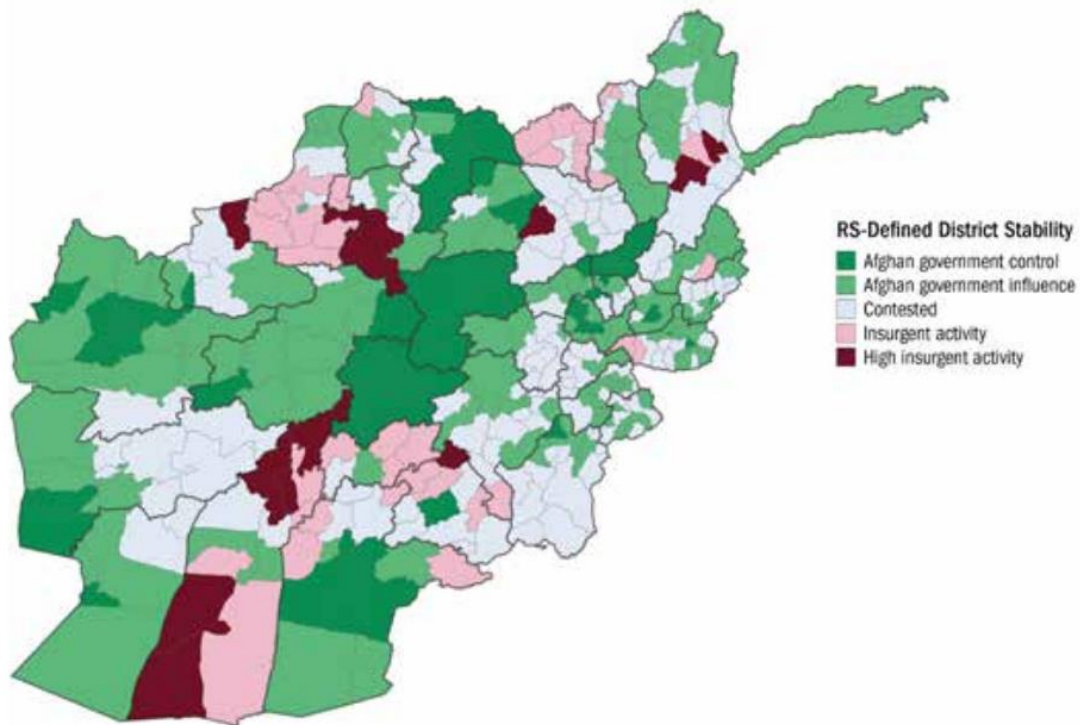 RS-Defined District Stability
Afghan government control
Afghan government influence
Contested
Insurgent activity
High insurgent activity